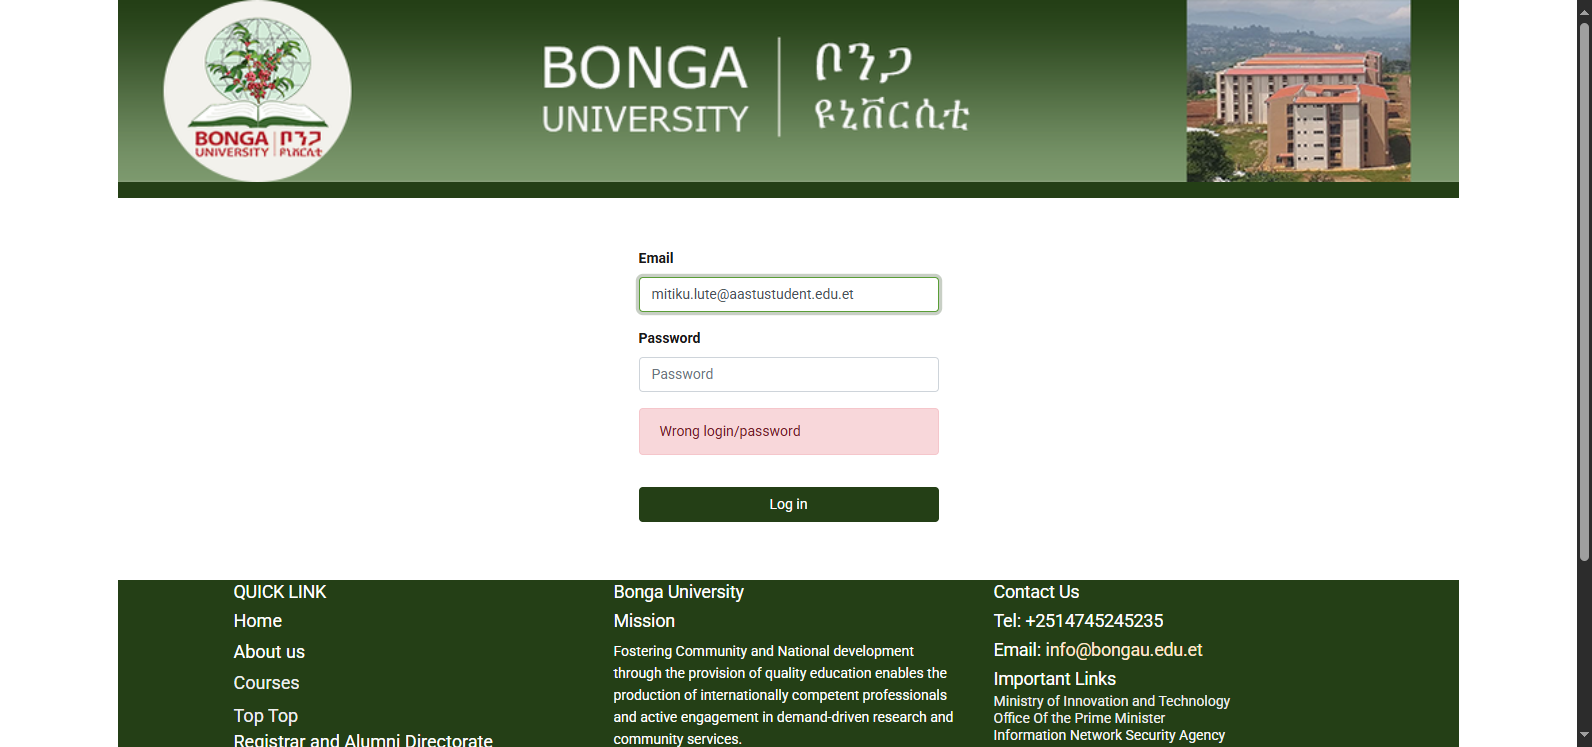 BONGA | ቦንጋ
UNIVERSITY | ዩኒቨርሲቲ
BONGA
UNIVERSITY
ቦንጋ
ዩኒቨርሲቲ
Email
mitiku.lute@aastustudent.edu.et
Password
Password
Wrong login/password
Log in
QUICK LINK
Home
About us
Courses
Top Top
Registrar and Alumni Directorate
Bonga University
Mission
Fostering Community and National development
through the provision of quality education enables the
production of internationally competent professionals
and active engagement in demand-driven research and
community services.
Contact Us
Tel: +2514745245235
Email: info@bongau.edu.et
Important Links
Ministry of Innovation and Technology
Office Of the Prime Minister
Information Network Security Agency